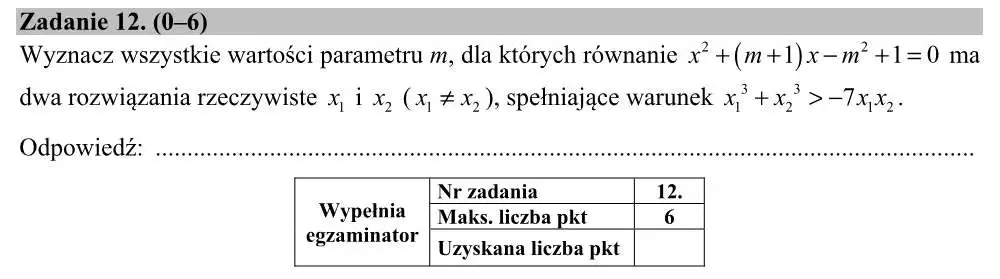 Zadanie 12. (0–6)
Wyznacz wszystkie wartości parametru m, dla których równanie x² + (m+1)x − m² + 1 = 0 ma
dwa rozwiązania rzeczywiste x₁ i x₂ (x₁ ≠ x₂), spełniające warunek x₁³ + x₂³ > −7x₁x₂.
Odpowiedź: ................................................................................................................................
Wypełnia egzaminator
Nr zadania 12.
Maks. liczba pkt 6
Uzyskana liczba pkt